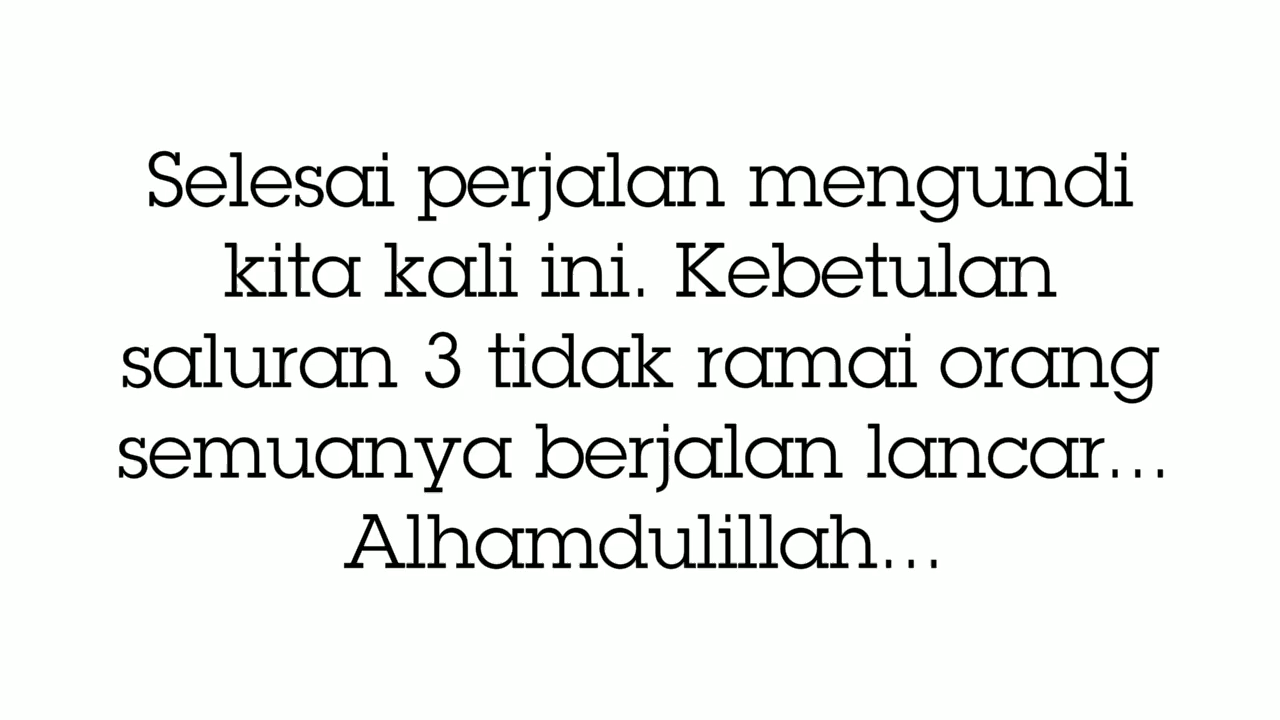 Selesai perjalan mengundi
kita kali ini. Kebetulan
saluran 3 tidak ramai orang
semuanya berjalan lancar...
Alhamdulillah...